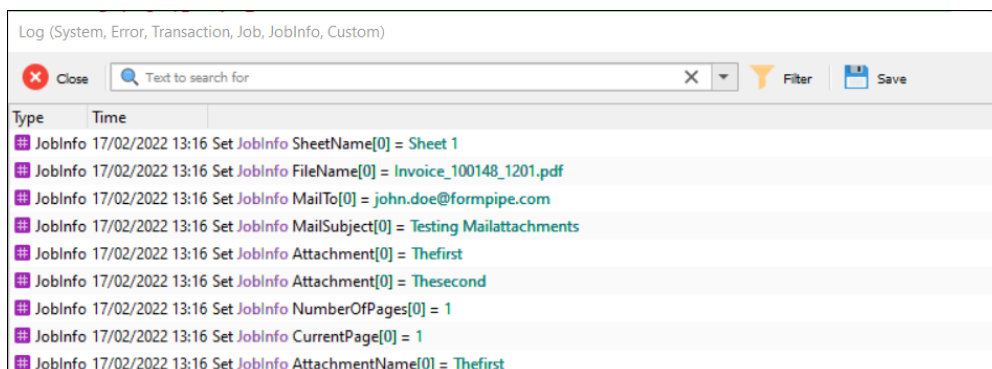 Log (System, Error, Transaction, Job, JobInfo, Custom)
Close Text to search for Filter Save
Type Time
JobInfo 17/02/2022 13:16 Set JobInfo SheetName[0] = Sheet 1
JobInfo 17/02/2022 13:16 Set JobInfo FileName[0] = Invoice_100148_1201.pdf
JobInfo 17/02/2022 13:16 Set JobInfo MailTo[0] = john.doe@formpipe.com
JobInfo 17/02/2022 13:16 Set JobInfo MailSubject[0] = Testing Mailattachments
JobInfo 17/02/2022 13:16 Set JobInfo Attachment[0] = Thefirst
JobInfo 17/02/2022 13:16 Set JobInfo Attachment[0] = Thesecond
JobInfo 17/02/2022 13:16 Set JobInfo NumberOfPages[0] = 1
JobInfo 17/02/2022 13:16 Set JobInfo CurrentPage[0] = 1
JobInfo 17/02/2022 13:16 Set JobInfo AttachmentName[0] = Thefirst